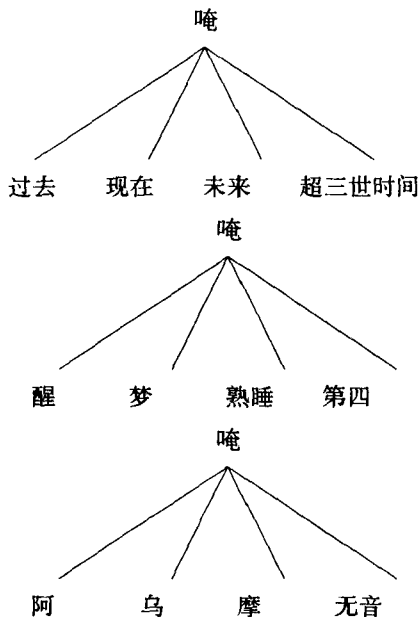 唵
过去 现在 未来 超三世时间
唵
醒 梦 熟睡 第四
唵
阿 乌 摩 无音